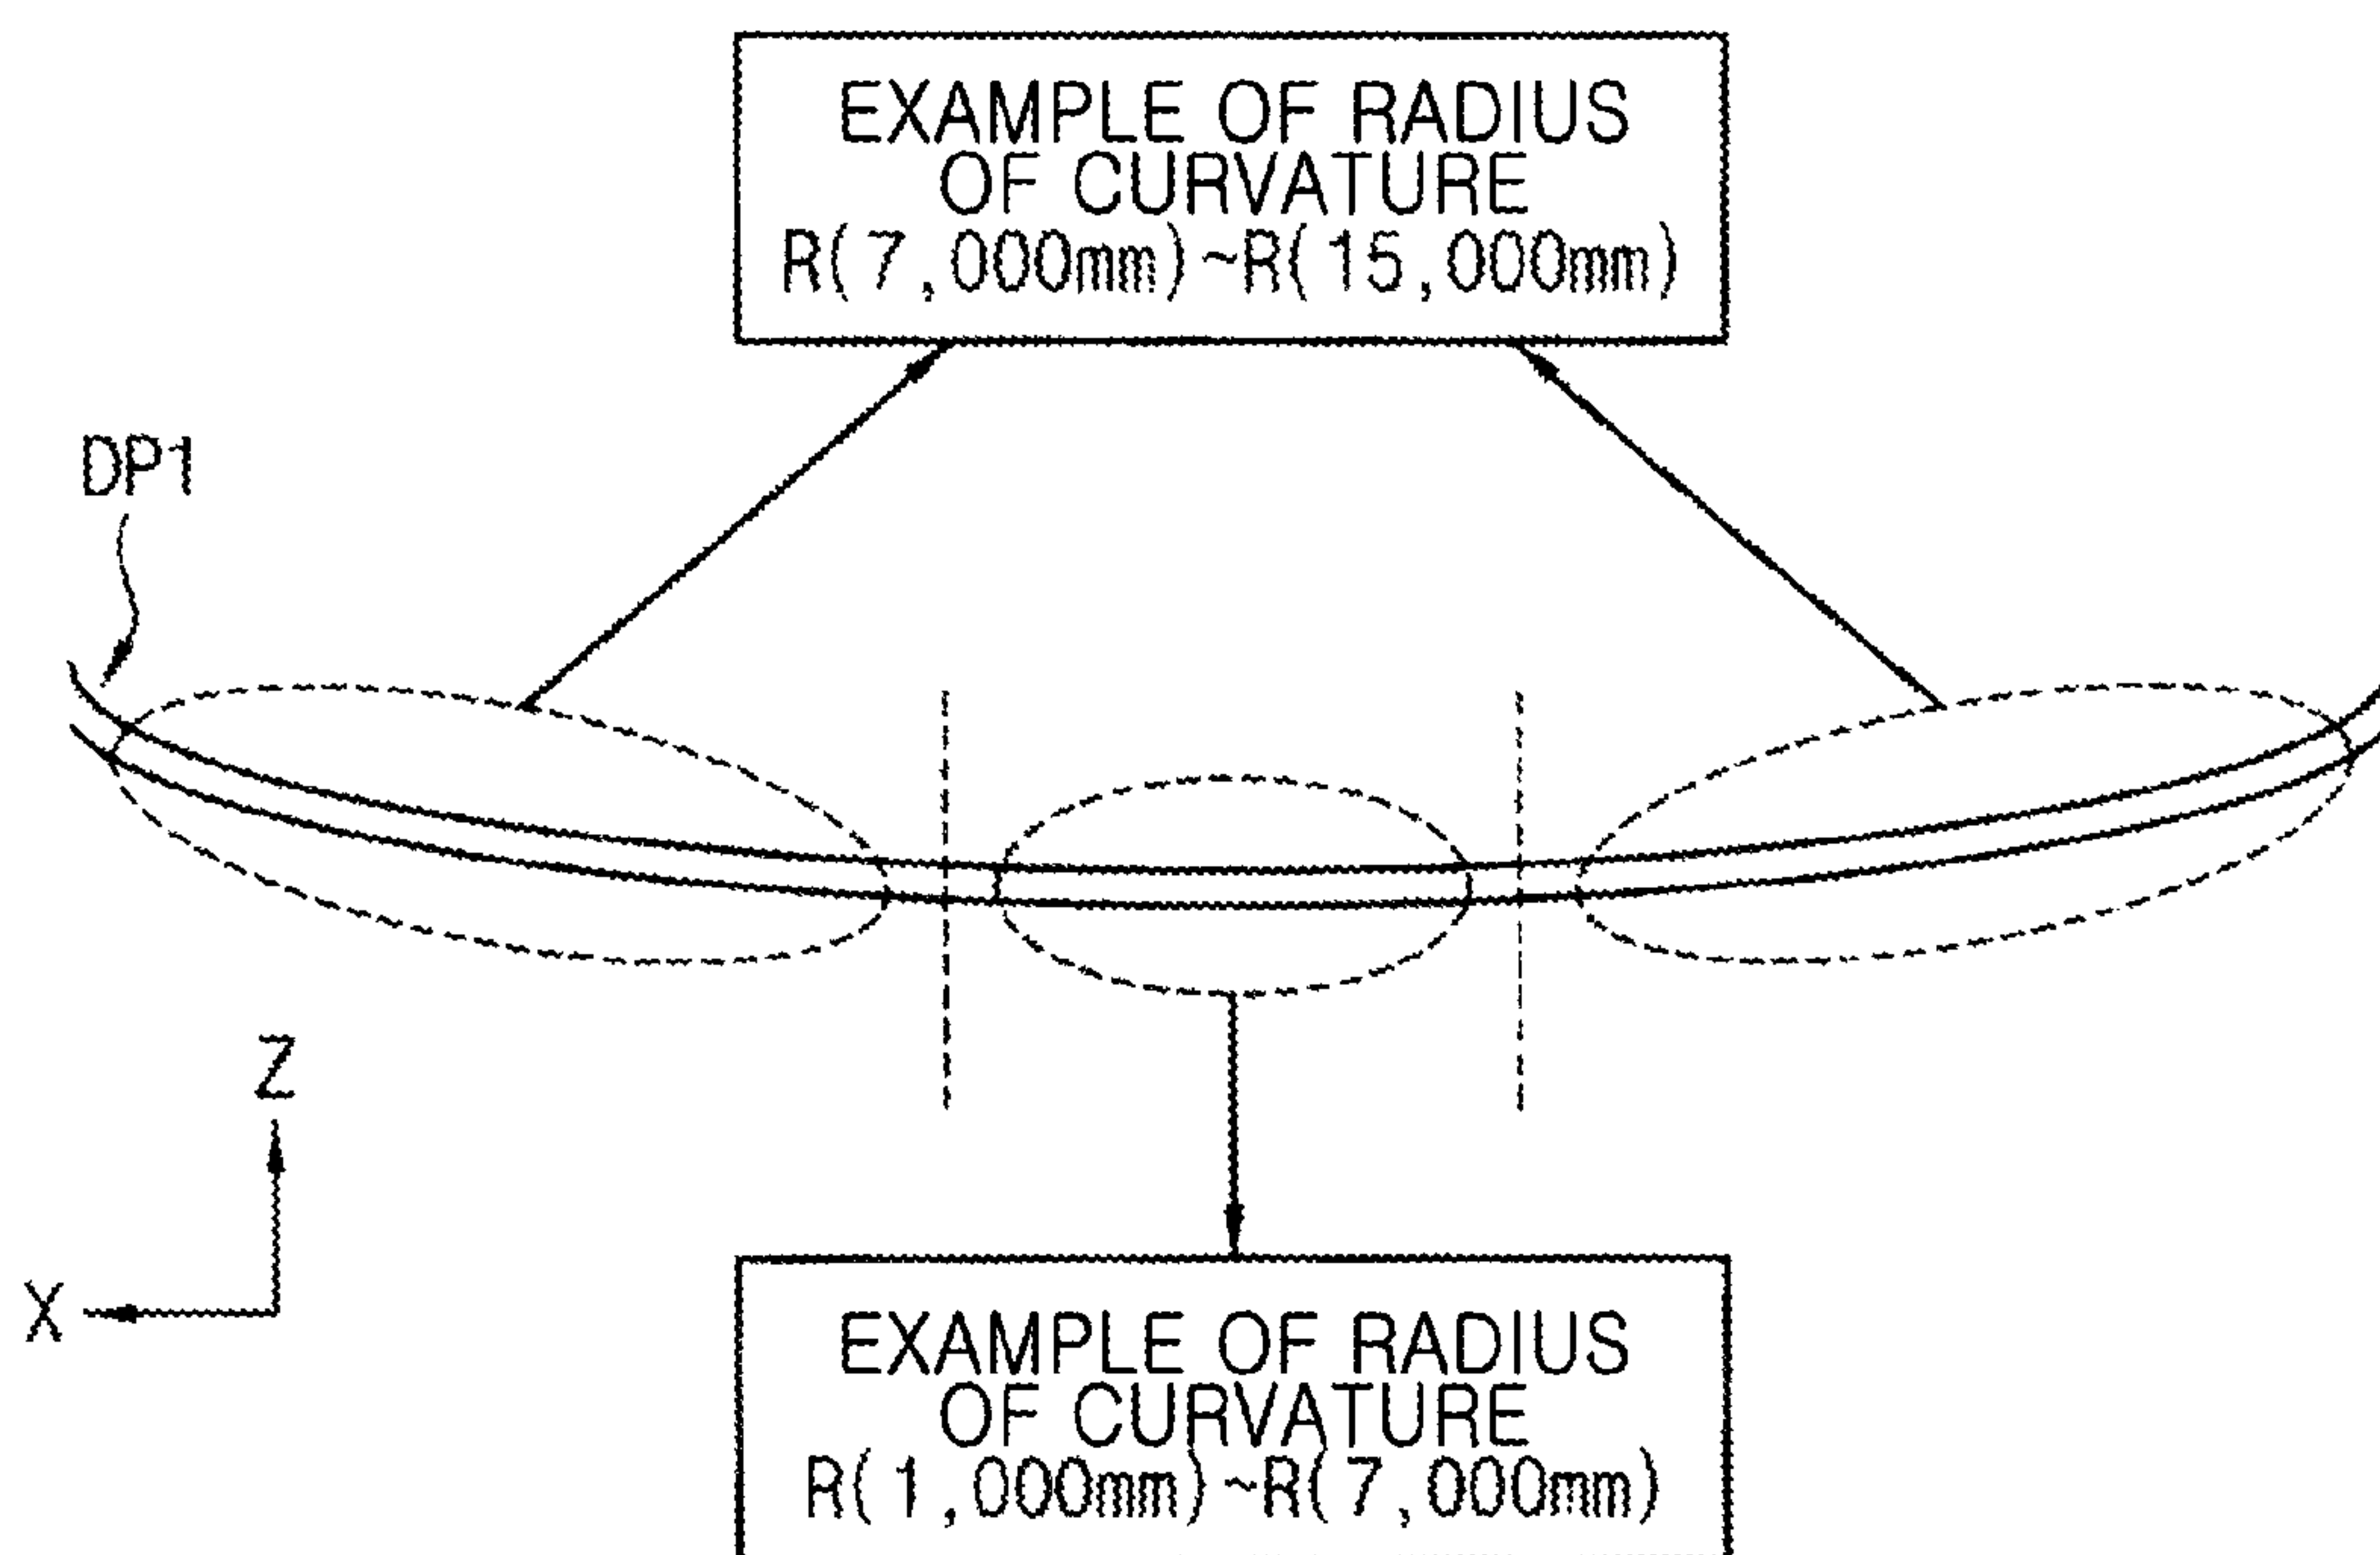 EXAMPLE OF RADIUS
OF CURVATURE
R(7,000mm)~R(15,000mm)
DP1
Z
X
EXAMPLE OF RADIUS
OF CURVATURE
R(1,000mm)~R(7,000mm)